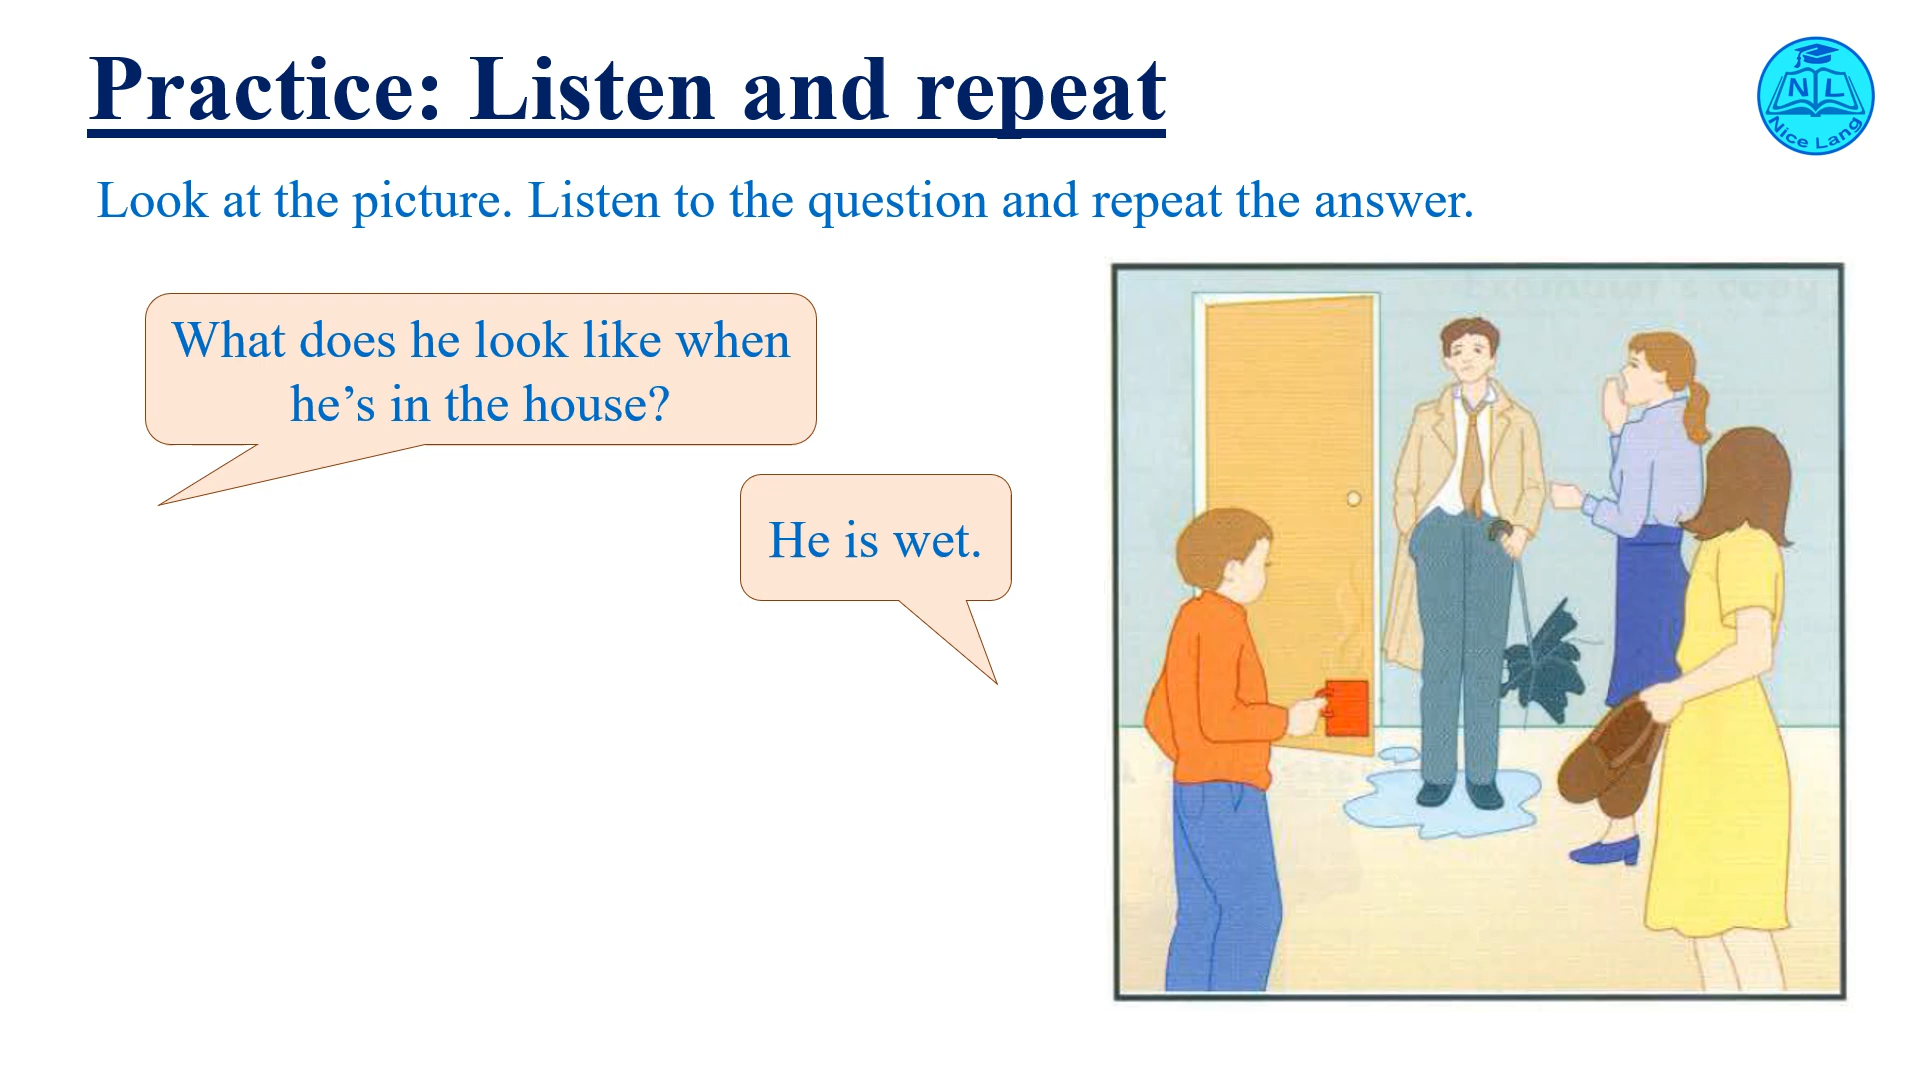 Practice: Listen and repeat
N L
Nice Lang
Look at the picture. Listen to the question and repeat the answer.
What does he look like when
he’s in the house?
He is wet.